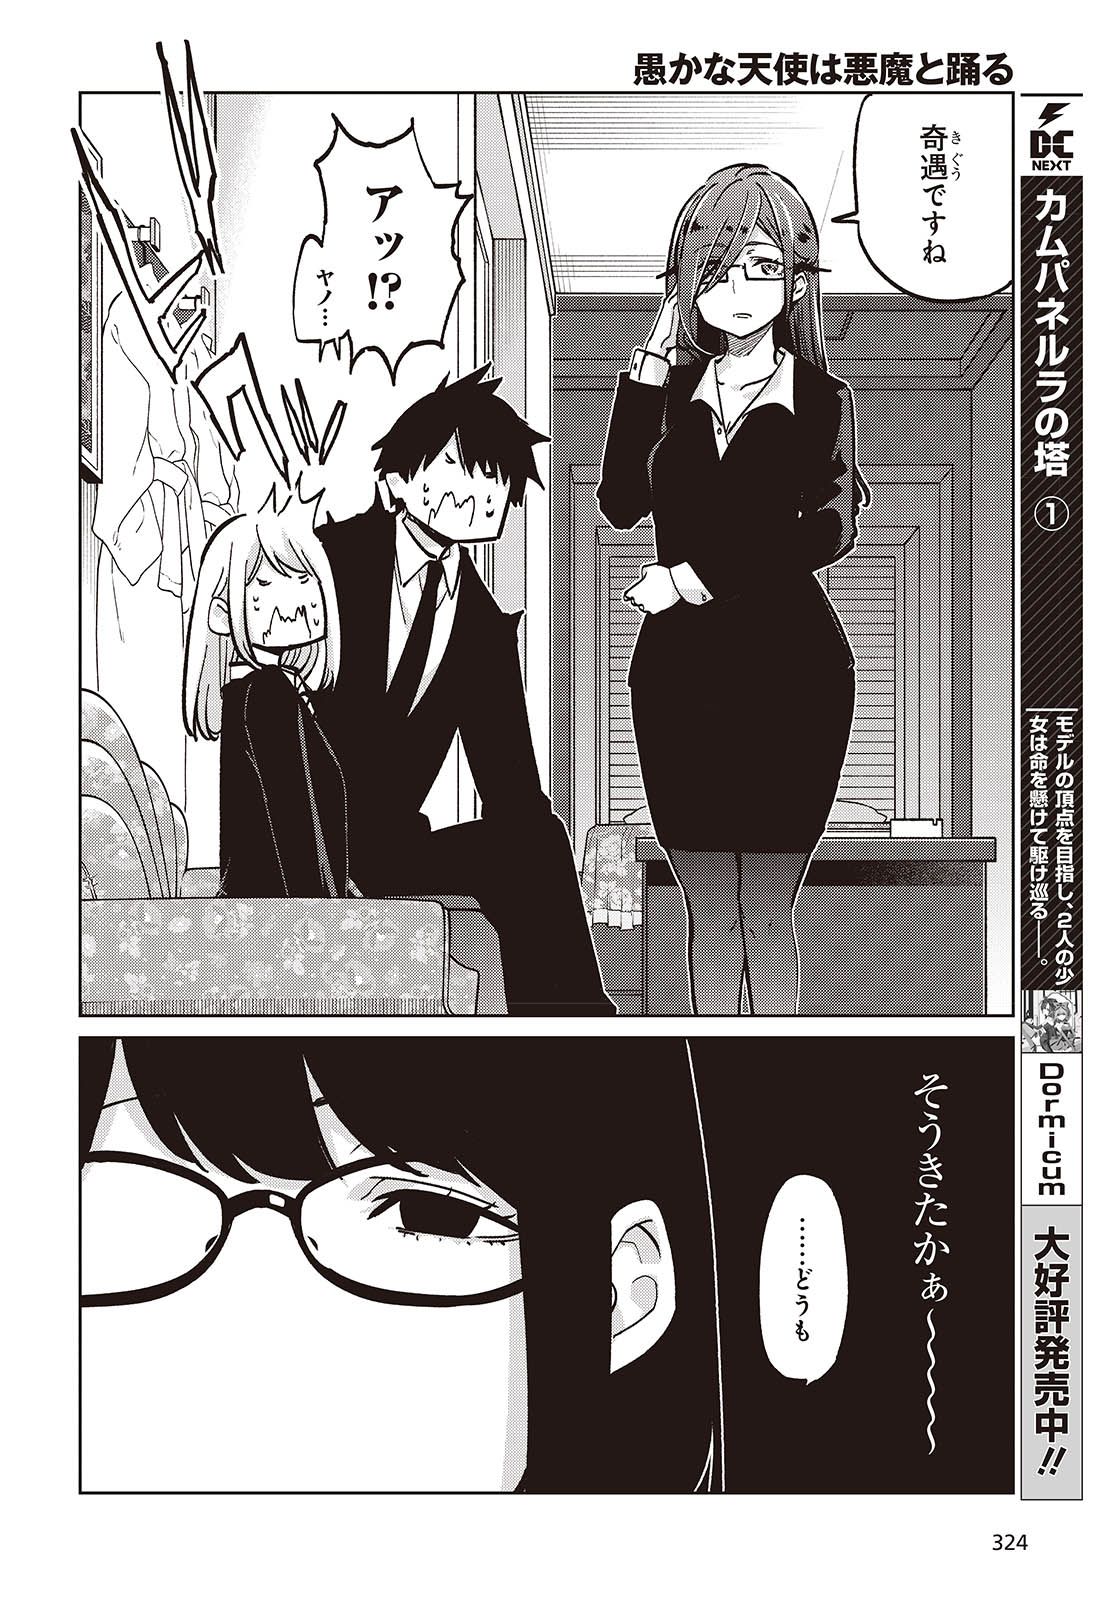 愚かな天使は悪魔と踊る
奇遇ですね
きぐう
アッ!?
ヤノ…
そうきたかぁ〜〜〜〜〜
……どうも
DC
NEXT
カムパネルラの塔 ①
モデルの頂点を目指し、2人の少
女は命を懸けて駆け巡る――。
Dormicum
大好評発売中!!
324